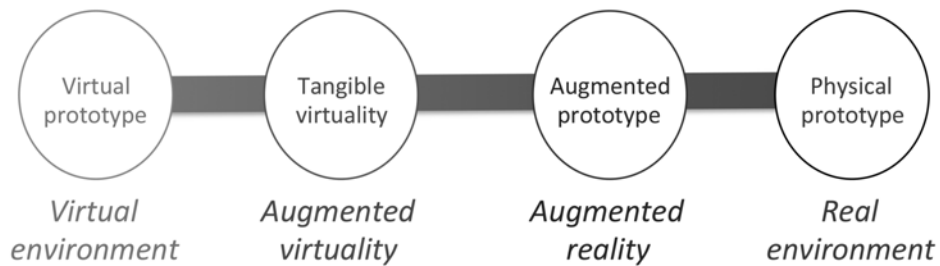 Virtual
prototype
Tangible
virtuality
Augmented
prototype
Physical
prototype
Virtual
environment
Augmented
virtuality
Augmented
reality
Real
environment